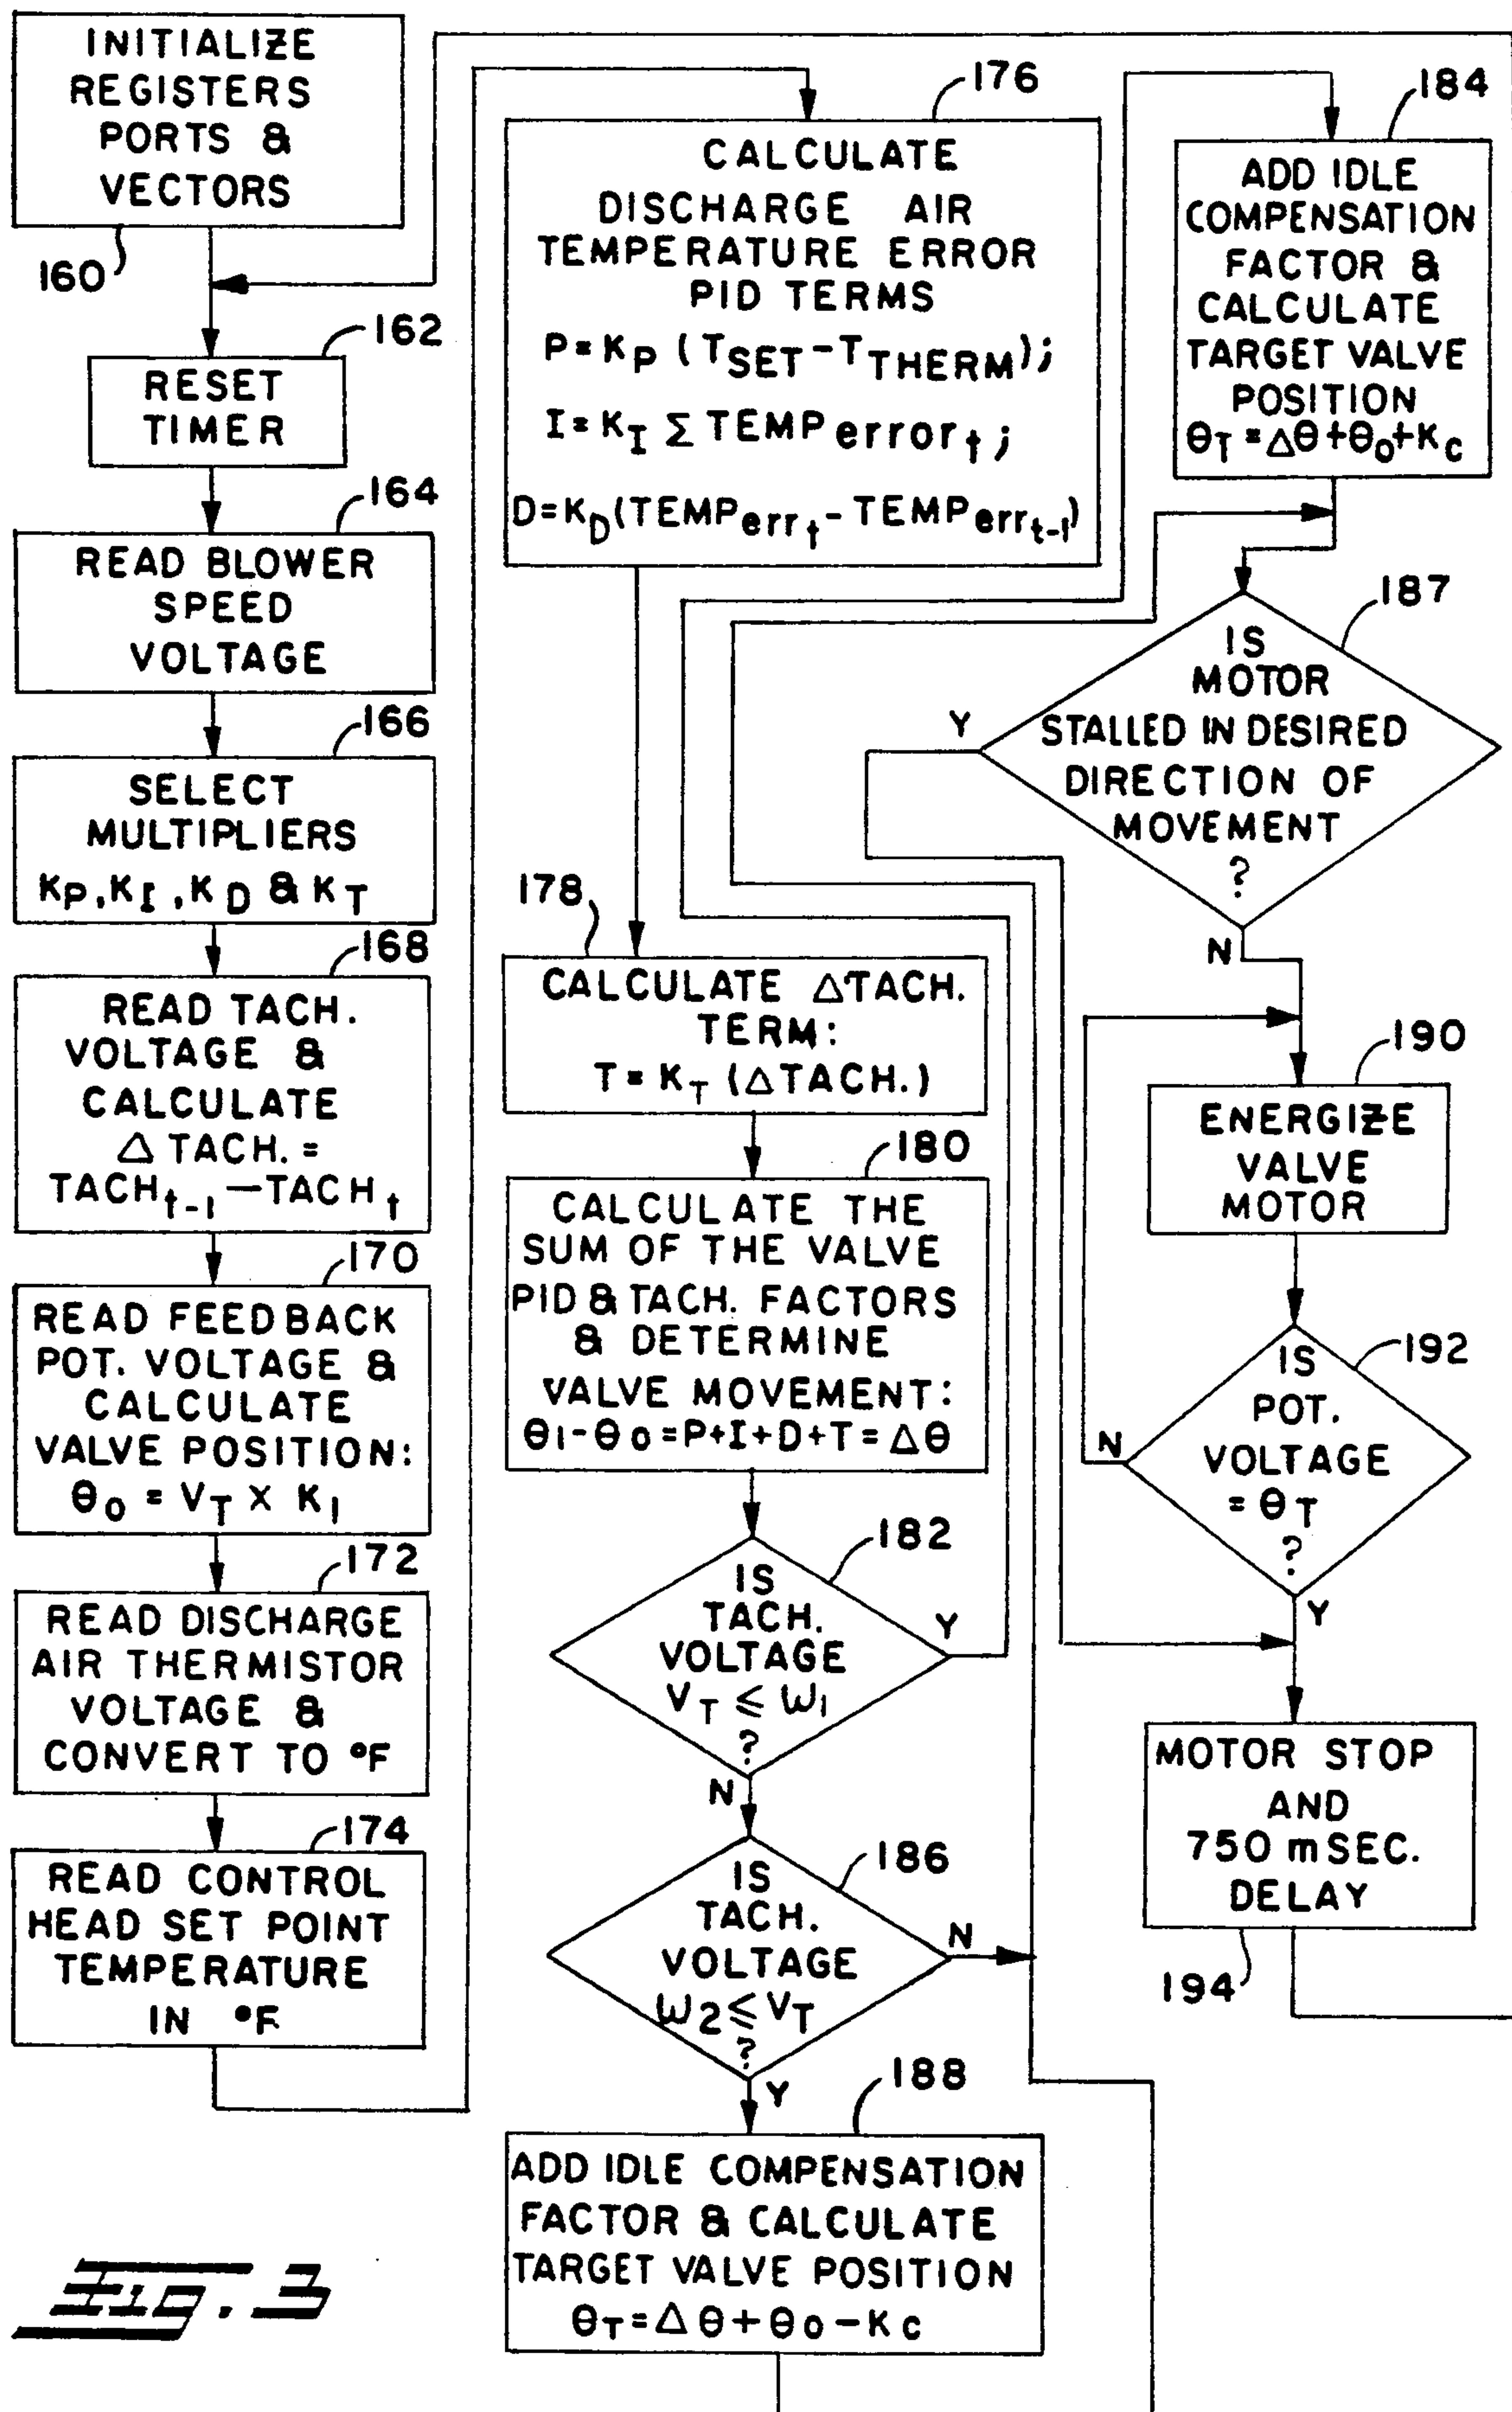 INITIALIZE
REGISTERS
PORTS &
VECTORS
160
162
RESET
TIMER
164
READ BLOWER
SPEED
VOLTAGE
166
SELECT
MULTIPLIERS
KP,KI,KD & KT
168
READ TACH.
VOLTAGE &
CALCULATE
Δ TACH. =
TACHt-1 — TACHt
170
READ FEEDBACK
POT. VOLTAGE &
CALCULATE
VALVE POSITION:
θ0 = VT X K1
172
READ DISCHARGE
AIR THERMISTOR
VOLTAGE &
CONVERT TO °F
174
READ CONTROL
HEAD SET POINT
TEMPERATURE
IN °F
176
CALCULATE
DISCHARGE AIR
TEMPERATURE ERROR
PID TERMS
P=KP (TSET-TTHERM);
I=KI Σ TEMPerrort;
D=KD(TEMPerrt-TEMPerrt-1)
178
CALCULATE ΔTACH.
TERM:
T=KT (ΔTACH.)
180
CALCULATE THE
SUM OF THE VALVE
PID & TACH. FACTORS
& DETERMINE
VALVE MOVEMENT:
θ1-θ0=P+I+D+T=Δθ
182
IS
TACH.
VOLTAGE
VT ≤ ω1
?
Y
N
186
IS
TACH.
VOLTAGE
ω2 ≤ VT
?
N
Y
188
ADD IDLE COMPENSATION
FACTOR & CALCULATE
TARGET VALVE POSITION
θT=Δθ+θ0-KC
184
ADD IDLE
COMPENSATION
FACTOR &
CALCULATE
TARGET VALVE
POSITION
θT=Δθ+θ0+KC
187
IS
MOTOR
STALLED IN DESIRED
DIRECTION OF
MOVEMENT
?
Y
N
190
ENERGIZE
VALVE
MOTOR
192
IS
POT.
VOLTAGE
= θT
?
N
Y
MOTOR STOP
AND
750 mSEC.
DELAY
194
Fig. 3